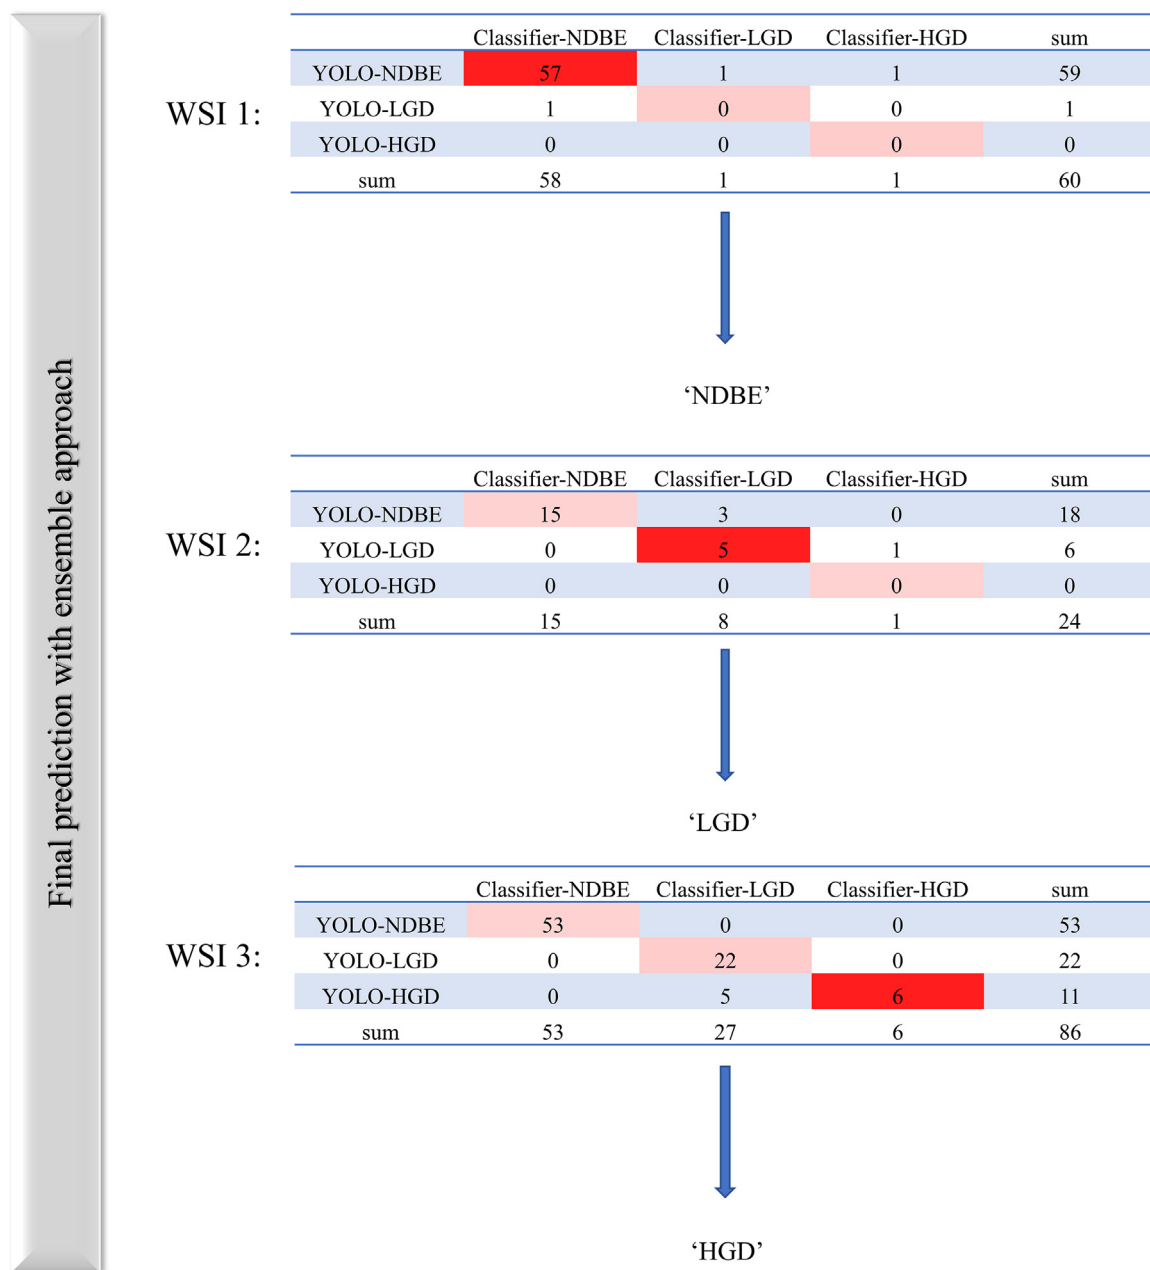 Final prediction with ensemble approach
WSI 1:
Classifier-NDBE Classifier-LGD Classifier-HGD sum
YOLO-NDBE 57 1 1 59
YOLO-LGD 1 0 0 1
YOLO-HGD 0 0 0 0
sum 58 1 1 60
‘NDBE’
WSI 2:
Classifier-NDBE Classifier-LGD Classifier-HGD sum
YOLO-NDBE 15 3 0 18
YOLO-LGD 0 5 1 6
YOLO-HGD 0 0 0 0
sum 15 8 1 24
‘LGD’
WSI 3:
Classifier-NDBE Classifier-LGD Classifier-HGD sum
YOLO-NDBE 53 0 0 53
YOLO-LGD 0 22 0 22
YOLO-HGD 0 5 6 11
sum 53 27 6 86
‘HGD’